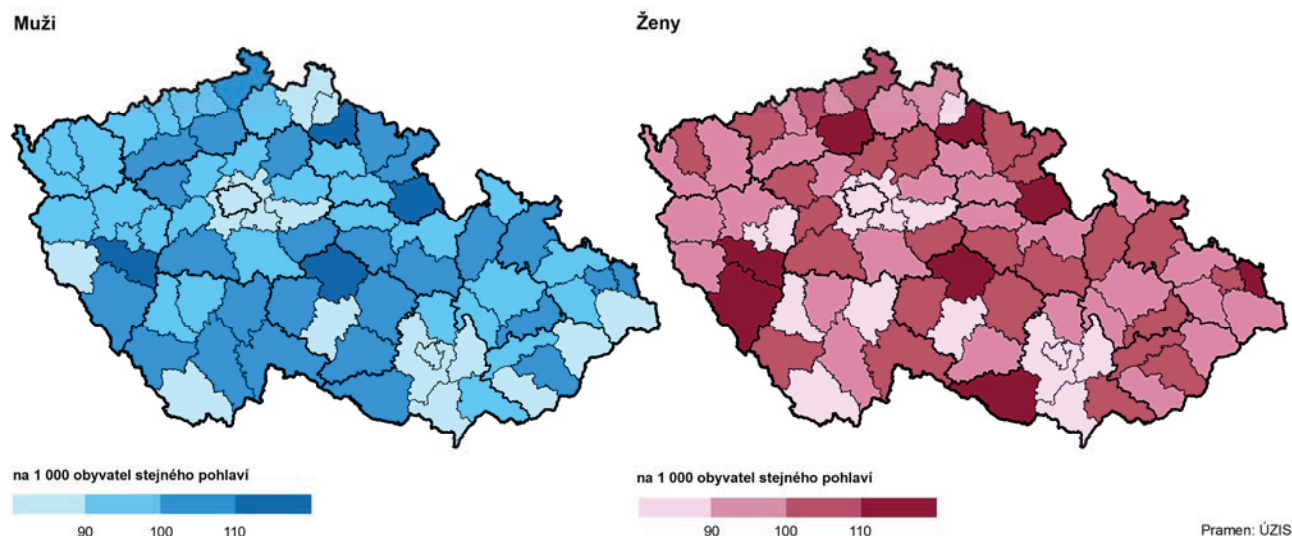 Muži
Ženy
na 1 000 obyvatel stejného pohlaví
90 100 110
na 1 000 obyvatel stejného pohlaví
90 100 110
Pramen: ÚZIS